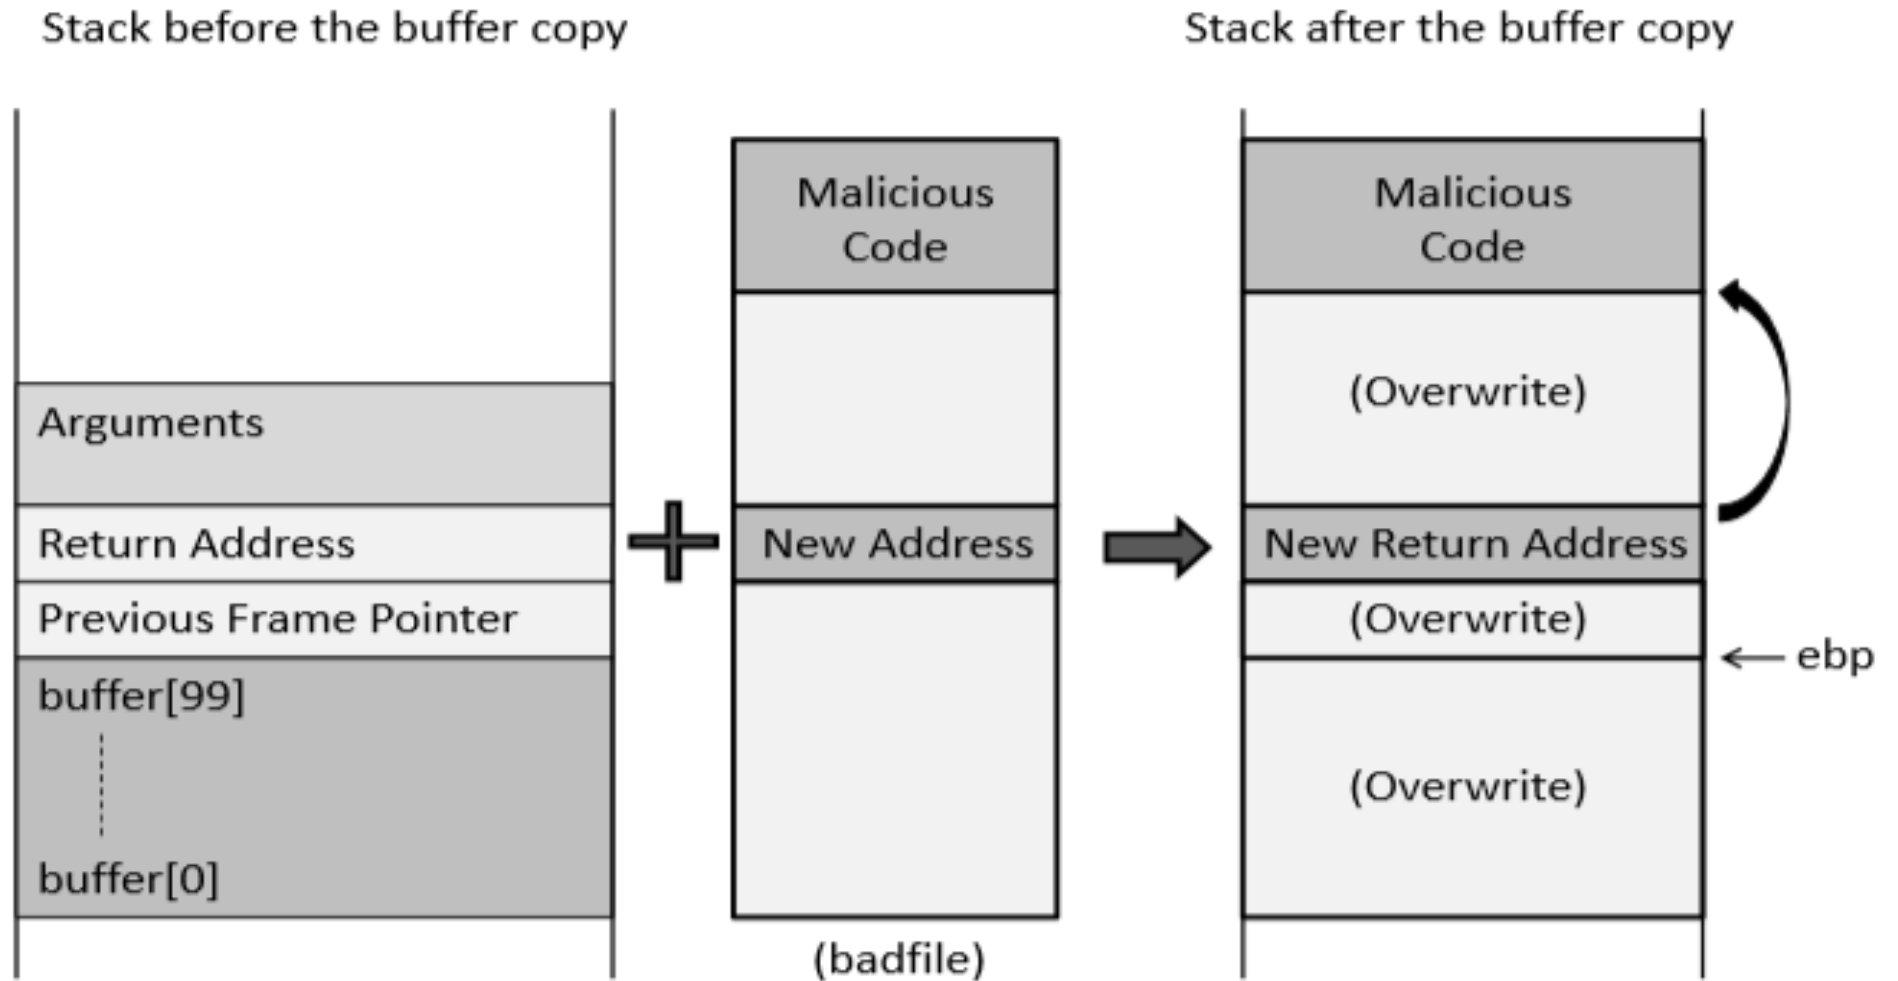 Stack before the buffer copy
Stack after the buffer copy
Arguments
Return Address
Previous Frame Pointer
buffer[99]
buffer[0]
Malicious
Code
New Address
(badfile)
Malicious
Code
(Overwrite)
New Return Address
(Overwrite)
ebp
(Overwrite)